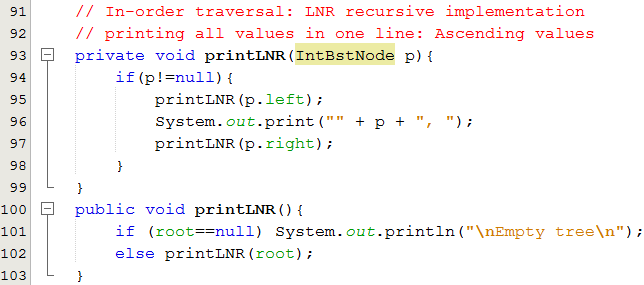 91 // In-order traversal: LNR recursive implementation
92 // printing all values in one line: Ascending values
93 private void printLNR(IntBstNode p){
94 if(p!=null){
95 printLNR(p.left);
96 System.out.print("" + p + ", ");
97 printLNR(p.right);
98 }
99 }
100 public void printLNR(){
101 if (root==null) System.out.println("\nEmpty tree\n");
102 else printLNR(root);
103 }